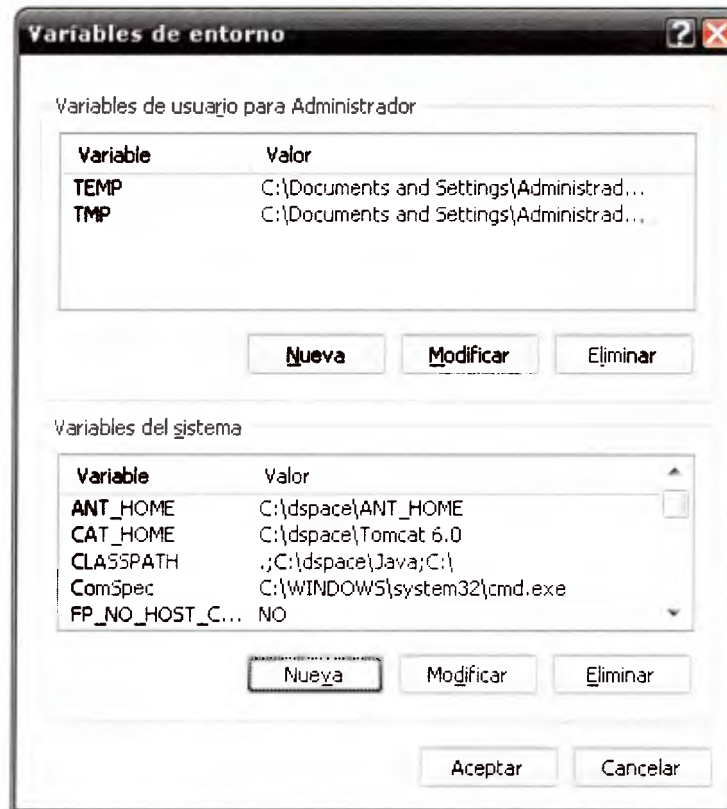 Variables de entorno
Variables de usuario para Administrador
Variable Valor
TEMP C:\Documents and Settings\Administrad...
TMP C:\Documents and Settings\Administrad...
Nueva Modificar Eliminar
Variables del sistema
Variable Valor
ANT_HOME C:\dspace\ANT_HOME
CAT_HOME C:\dspace\Tomcat 6.0
CLASSPATH .;C:\dspace\Java;C:\
ComSpec C:\WINDOWS\system32\cmd.exe
FP_NO_HOST_C... NO
Nueva Modificar Eliminar
Aceptar Cancelar